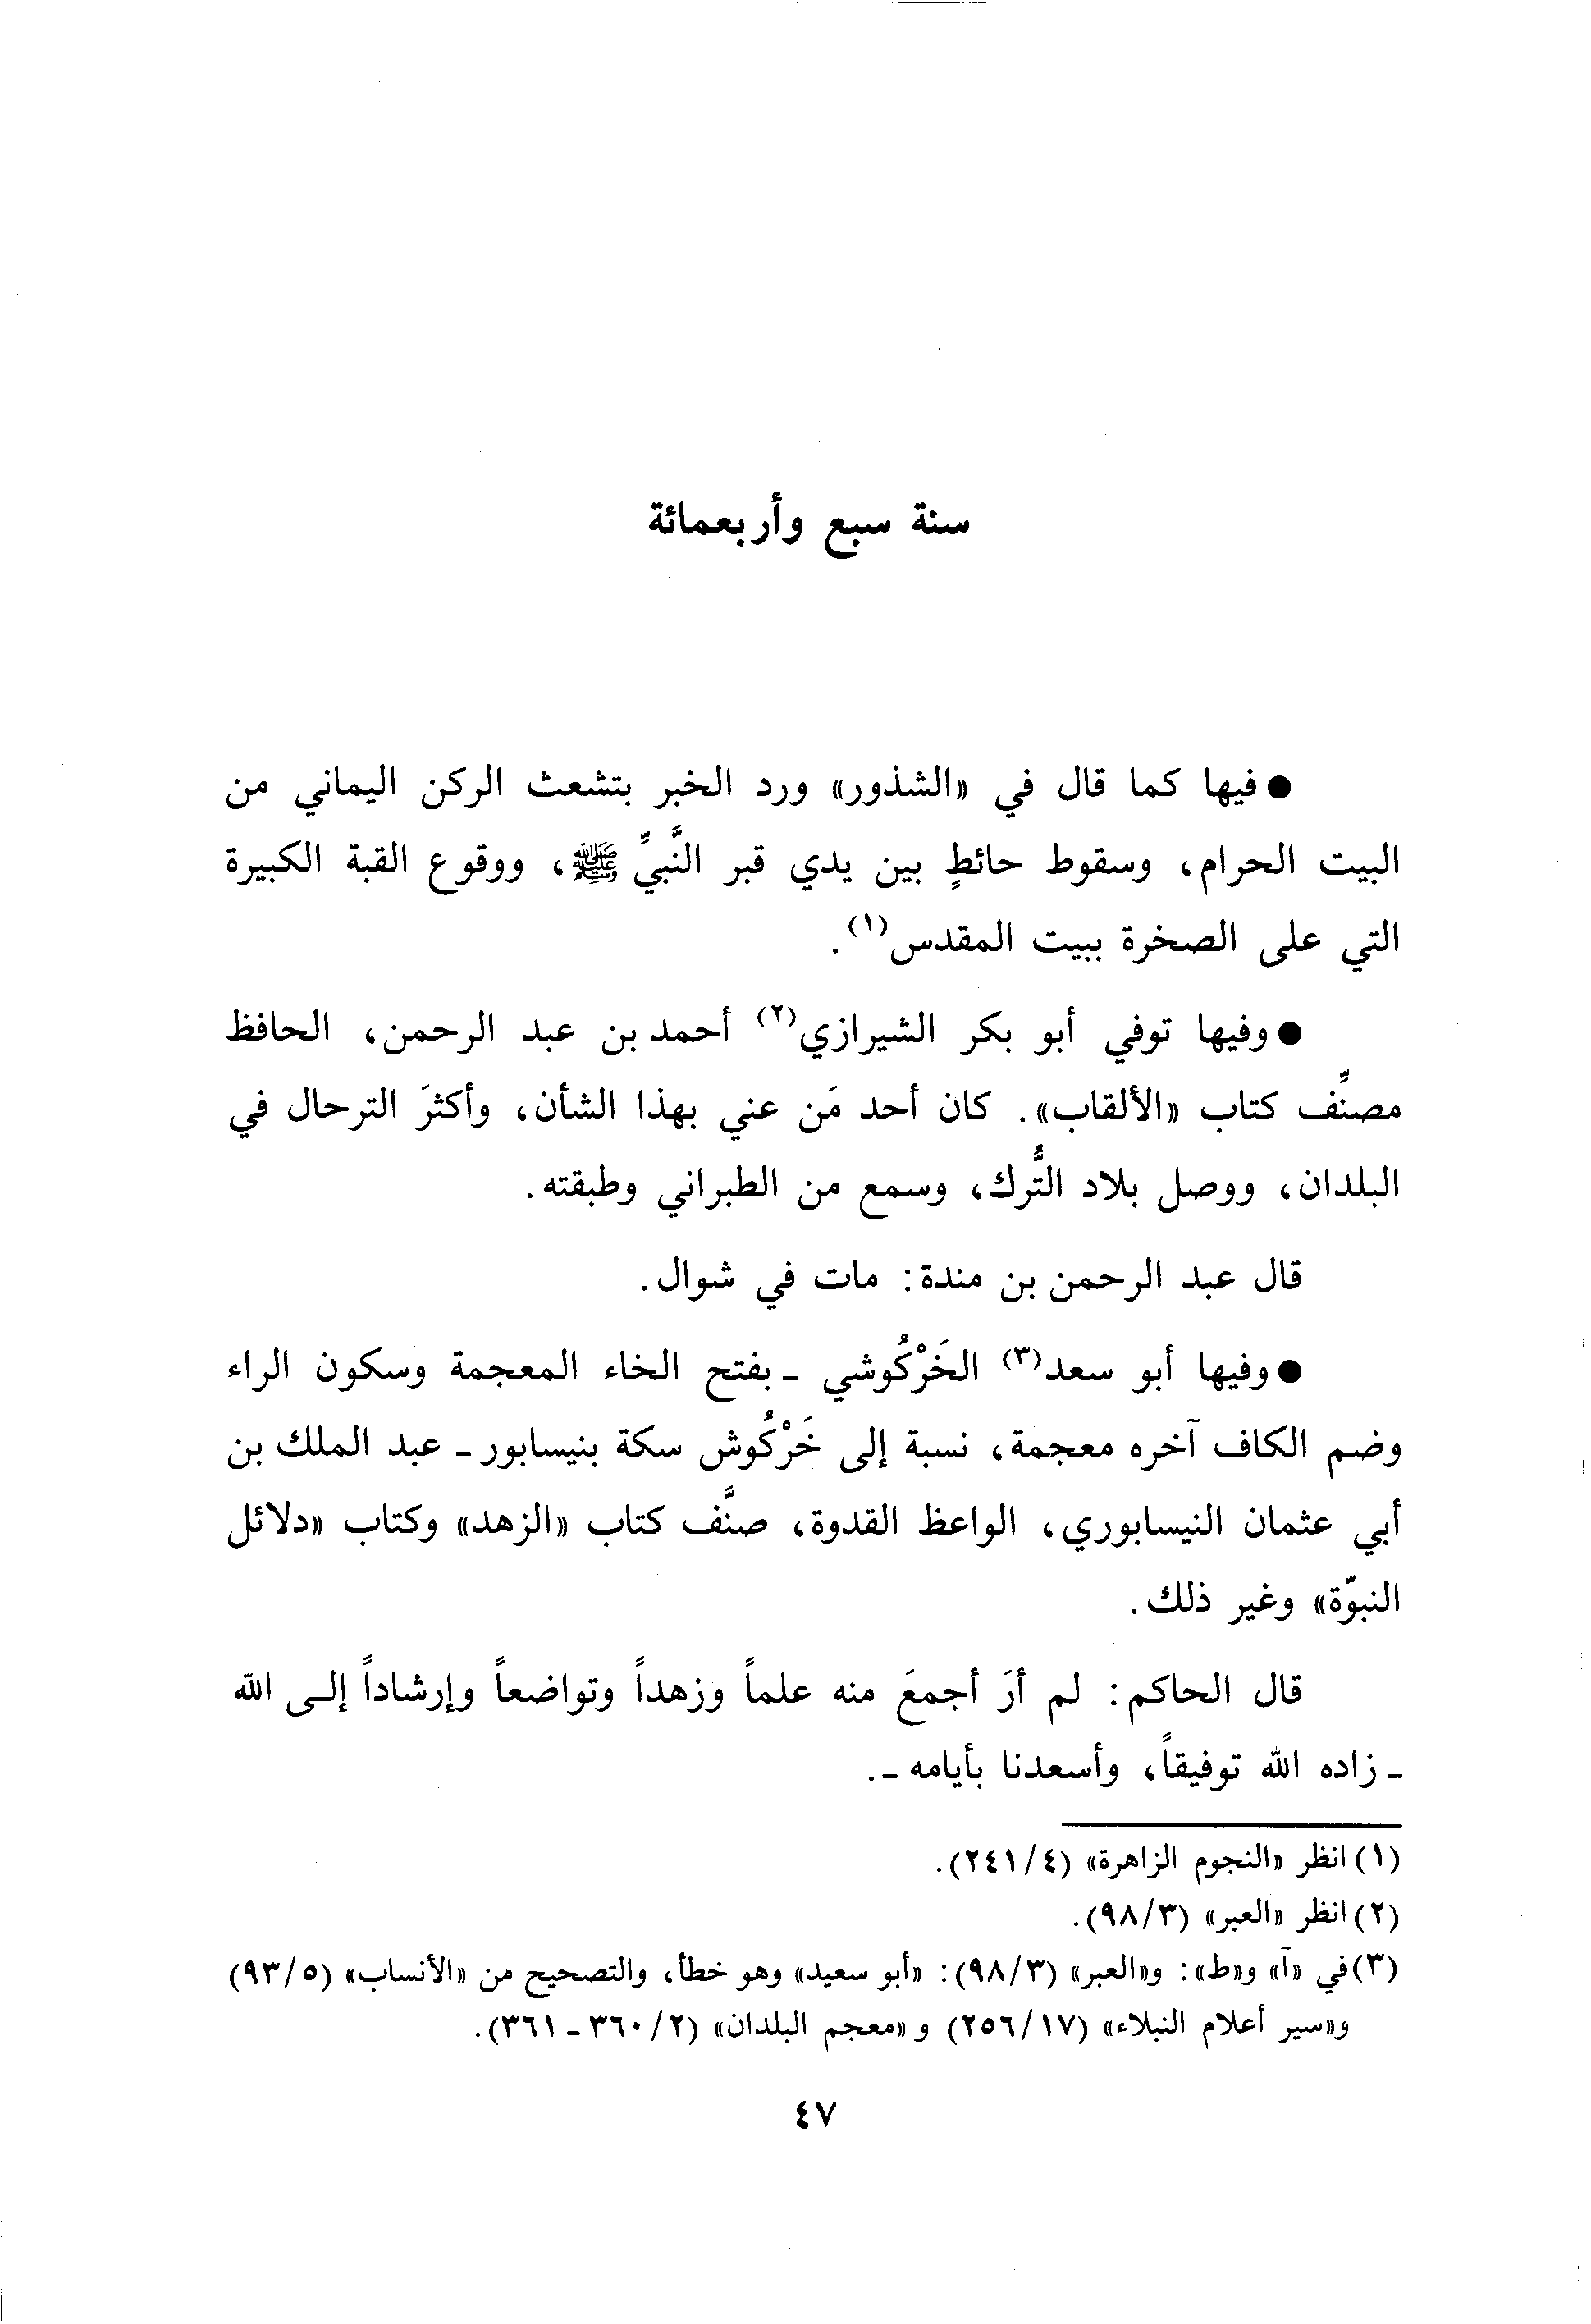 سنة سبع وأربعمائة
● فيها كما قال في «الشذور» ورد الخبر بتشعث الركن اليماني من
البيت الحرام، وسقوط حائطٍ بين يدي قبر النَّبيِّ ﷺ، ووقوع القبة الكبيرة
التي على الصخرة ببيت المقدس(١).
● وفيها توفي أبو بكر الشيرازي(٢) أحمد بن عبد الرحمن، الحافظ
مصنِّف كتاب «الألقاب». كان أحد مَن عني بهذا الشأن، وأكثرَ الترحال في
البلدان، ووصل بلاد التُّرك، وسمع من الطبراني وطبقته.
قال عبد الرحمن بن مندة: مات في شوال.
● وفيها أبو سعد(٣) الخَرْكُوشي - بفتح الخاء المعجمة وسكون الراء
وضم الكاف آخره معجمة، نسبة إلى خَرْكُوش سكة بنيسابور - عبد الملك بن
أبي عثمان النيسابوري، الواعظ القدوة، صنَّف كتاب «الزهد» وكتاب «دلائل
النبوّة» وغير ذلك.
قال الحاكم: لم أرَ أجمعَ منه علماً وزهداً وتواضعاً وإرشاداً إلى الله
- زاده الله توفيقاً، وأسعدنا بأيامه -.
(١) انظر «النجوم الزاهرة» (٤/٢٤١).
(٢) انظر «العبر» (٣/٩٨).
(٣) في «آ» و«ط»: و«العبر» (٣/٩٨): «أبو سعيد» وهو خطأ، والتصحيح من «الأنساب» (٥/٩٣)
و«سير أعلام النبلاء» (١٧/٢٥٦) و «معجم البلدان» (٢/٣٦٠ - ٣٦١).
٤٧